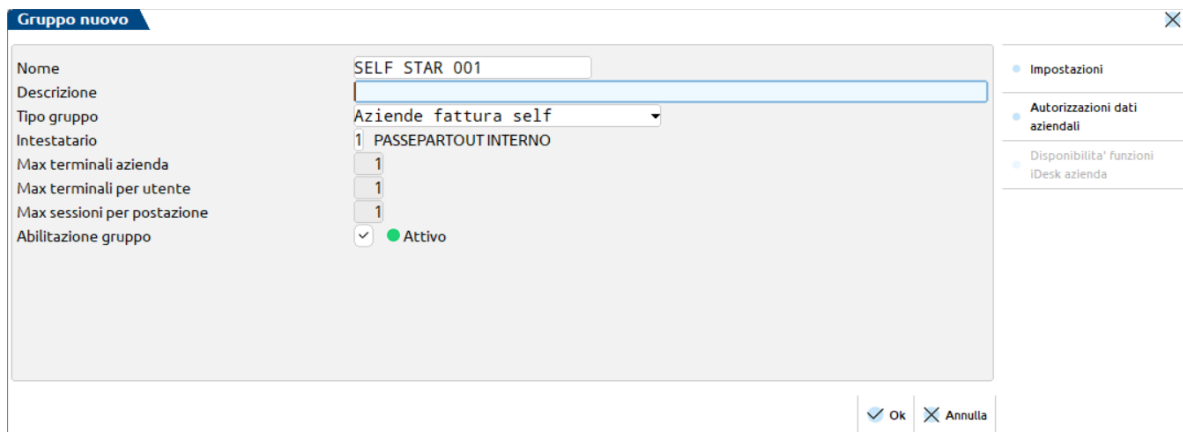 Gruppo nuovo
Nome SELF STAR 001
Descrizione
Tipo gruppo Aziende fattura self
Intestatario 1 PASSEPARTOUT INTERNO
Max terminali azienda 1
Max terminali per utente 1
Max sessioni per postazione 1
Abilitazione gruppo Attivo
Impostazioni
Autorizzazioni dati
aziendali
Disponibilita' funzioni
iDesk azienda
Ok Annulla